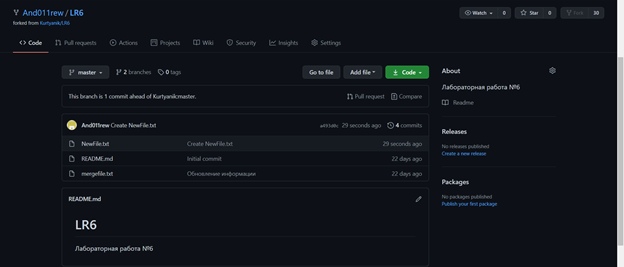 And011rew / LR6
forked from Kurtyanik/LR6
Watch 0 Star 0 Fork 30
Code Pull requests Actions Projects Wiki Security Insights Settings
master 2 branches 0 tags Go to file Add file Code
This branch is 1 commit ahead of Kurtyanik:master. Pull request Compare
And011rew Create NewFile.txt 29 seconds ago 4 commits
NewFile.txt Create NewFile.txt 29 seconds ago
README.md Initial commit 22 days ago
mergefile.txt Обновление информации 22 days ago
README.md
LR6
Лабораторная работа №6
About
Лабораторная работа №6
Readme
Releases
No releases published
Create a new release
Packages
No packages published
Publish your first package